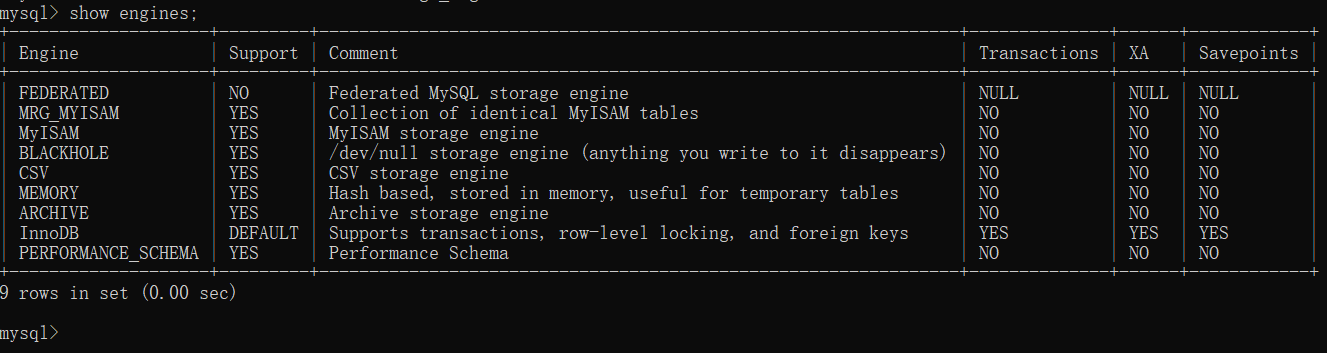 mysql> show engines;
| Engine | Support | Comment | Transactions | XA | Savepoints |
| FEDERATED | NO | Federated MySQL storage engine | NULL | NULL | NULL |
| MRG_MYISAM | YES | Collection of identical MyISAM tables | NO | NO | NO |
| MyISAM | YES | MyISAM storage engine | NO | NO | NO |
| BLACKHOLE | YES | /dev/null storage engine (anything you write to it disappears) | NO | NO | NO |
| CSV | YES | CSV storage engine | NO | NO | NO |
| MEMORY | YES | Hash based, stored in memory, useful for temporary tables | NO | NO | NO |
| ARCHIVE | YES | Archive storage engine | NO | NO | NO |
| InnoDB | DEFAULT | Supports transactions, row-level locking, and foreign keys | YES | YES | YES |
| PERFORMANCE_SCHEMA | YES | Performance Schema | NO | NO | NO |
9 rows in set (0.00 sec)
mysql>